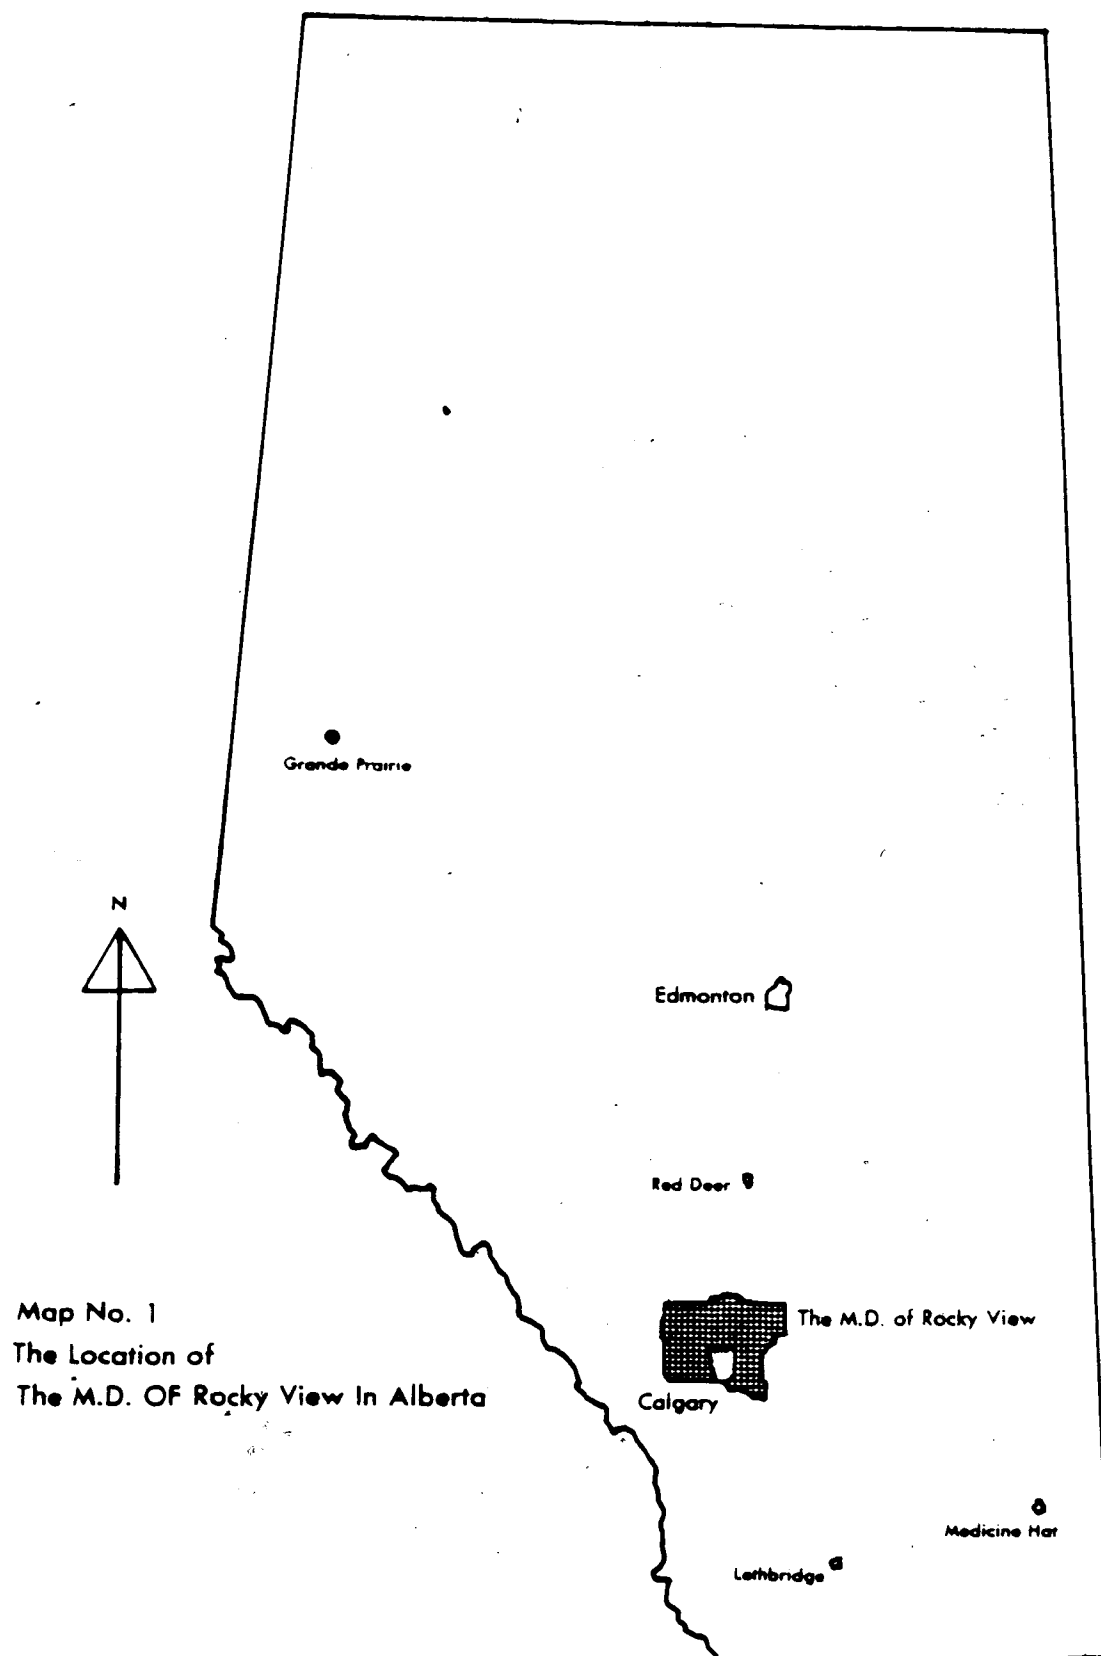 Grande Prairie
N
Edmonton
Red Deer
The M.D. of Rocky View
Calgary
Map No. 1
The Location of
The M.D. OF Rocky View In Alberta
Medicine Hat
Lethbridge